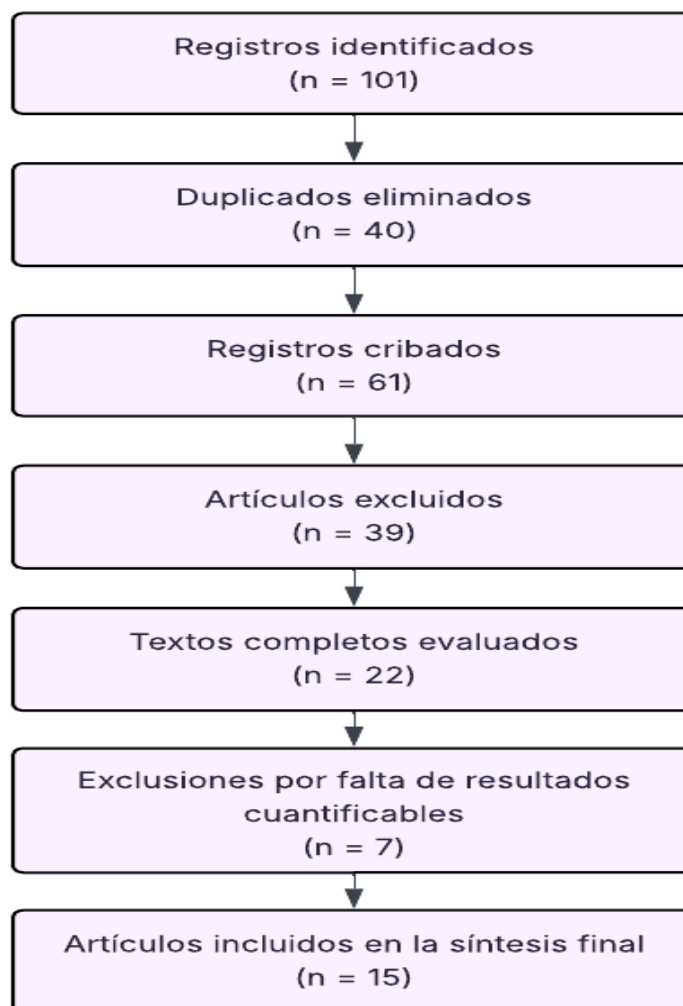 Registros identificados
(n = 101)
Duplicados eliminados
(n = 40)
Registros cribados
(n = 61)
Artículos excluidos
(n = 39)
Textos completos evaluados
(n = 22)
Exclusiones por falta de resultados
cuantificables
(n = 7)
Artículos incluidos en la síntesis final
(n = 15)